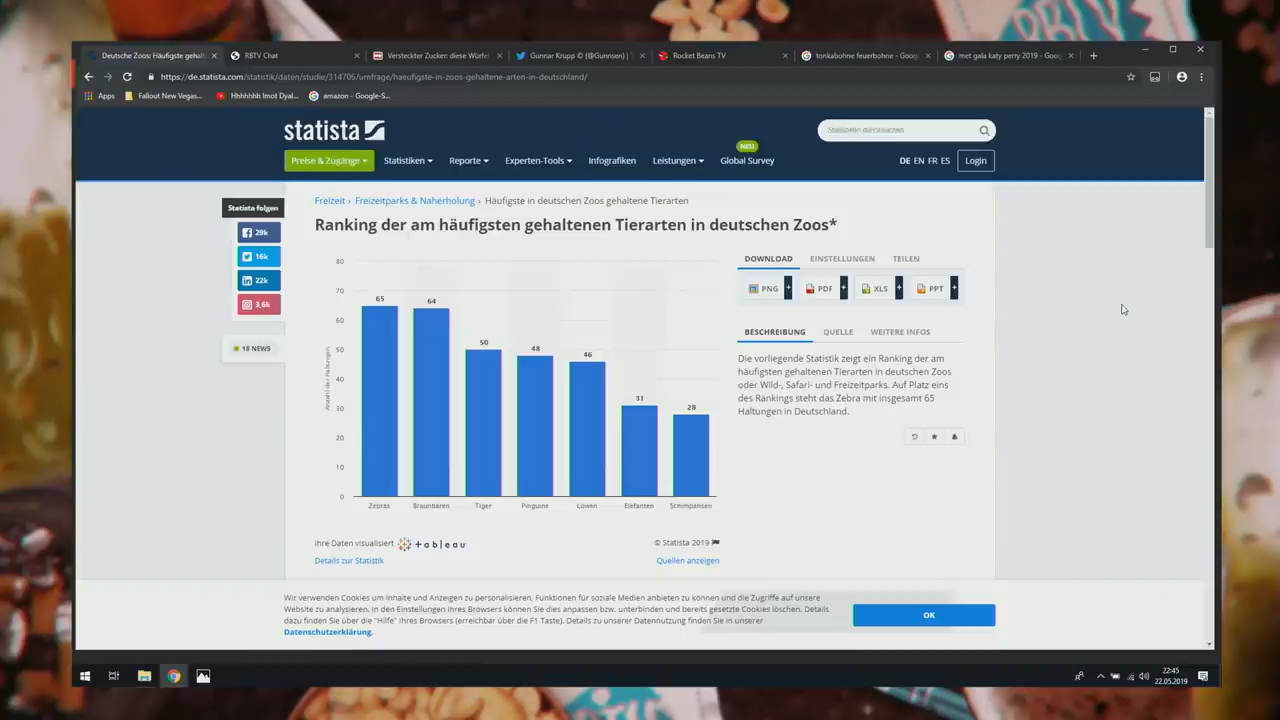 Deutsche Zoos: Häufigste gehal
RBTV Chat
Versteckter Zucker: diese Würfel
Gunnar Krupp © (@Gunnsen) | T
Rocket Beans TV
tonkabohne feuerbohne - Googl
met gala katy perry 2019 - Goog
https://de.statista.com/statistik/daten/studie/314706/umfrage/haeufigste-in-zoos-gehaltene-arten-in-deutschland/
Apps
Fallout New Vegas...
Hhhhhhh Imot Dyal...
amazon - Google-S...
statista
Statistiken durchsuchen
NEU
Preise & Zugänge
Statistiken
Reporte
Experten-Tools
Infografiken
Leistungen
Global Survey
DE EN FR ES
Login
Statista folgen
29k
16k
22k
3,6k
18 NEWS
Freizeit › Freizeitparks & Naherholung › Häufigste in deutschen Zoos gehaltene Tierarten
Ranking der am häufigsten gehaltenen Tierarten in deutschen Zoos*
80
70
60
50
40
30
20
10
0
Anzahl der Haltungen
65
64
50
48
46
31
28
Zebras
Braunbären
Tiger
Pinguine
Löwen
Elefanten
Schimpansen
Ihre Daten visualisiert
+ a b l e a u
© Statista 2019
Details zur Statistik
Quellen anzeigen
DOWNLOAD
EINSTELLUNGEN
TEILEN
PNG +
PDF +
XLS +
PPT +
BESCHREIBUNG
QUELLE
WEITERE INFOS
Die vorliegende Statistik zeigt ein Ranking der am
häufigsten gehaltenen Tierarten in deutschen Zoos
oder Wild-, Safari- und Freizeitparks. Auf Platz eins
des Rankings steht das Zebra mit insgesamt 65
Haltungen in Deutschland.
Wir verwenden Cookies um Inhalte und Anzeigen zu personalisieren, Funktionen für soziale Medien anbieten zu können und die Zugriffe auf unsere
Website zu analysieren. In den Einstellungen ihres Browsers können Sie dies anpassen bzw. unterbinden und bereits gesetzte Cookies löschen. Details
dazu finden Sie über die "Hilfe" Ihres Browsers (erreichbar über die F1 Taste). Details zu unserer Datennutzung finden Sie in unserer
Datenschutzerklärung.
OK
22:45
22.05.2019